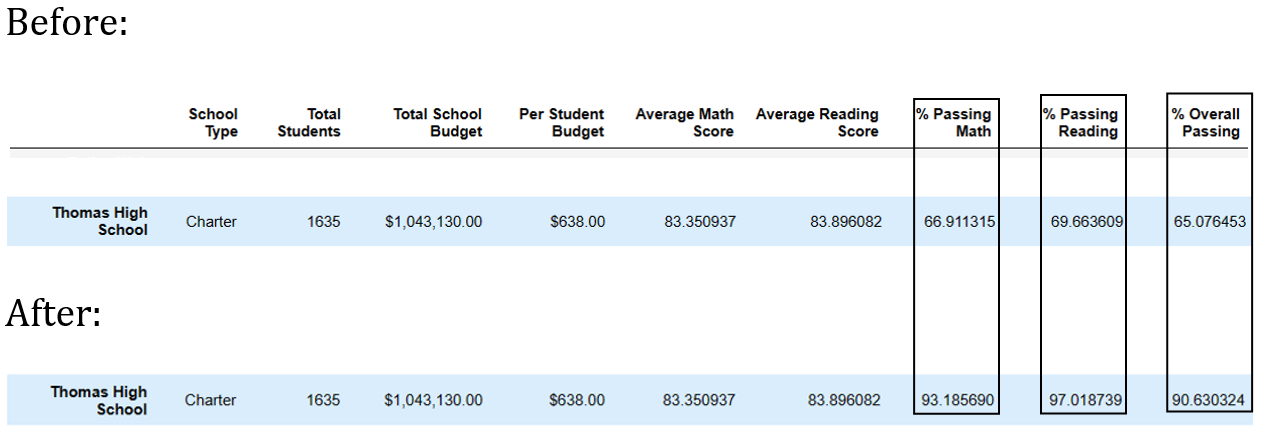 Before:
School Type Total Students Total School Budget Per Student Budget Average Math Score Average Reading Score % Passing Math % Passing Reading % Overall Passing
Thomas High School Charter 1635 $1,043,130.00 $638.00 83.350937 83.896082 66.911315 69.663609 65.076453
After:
Thomas High School Charter 1635 $1,043,130.00 $638.00 83.350937 83.896082 93.185690 97.018739 90.630324